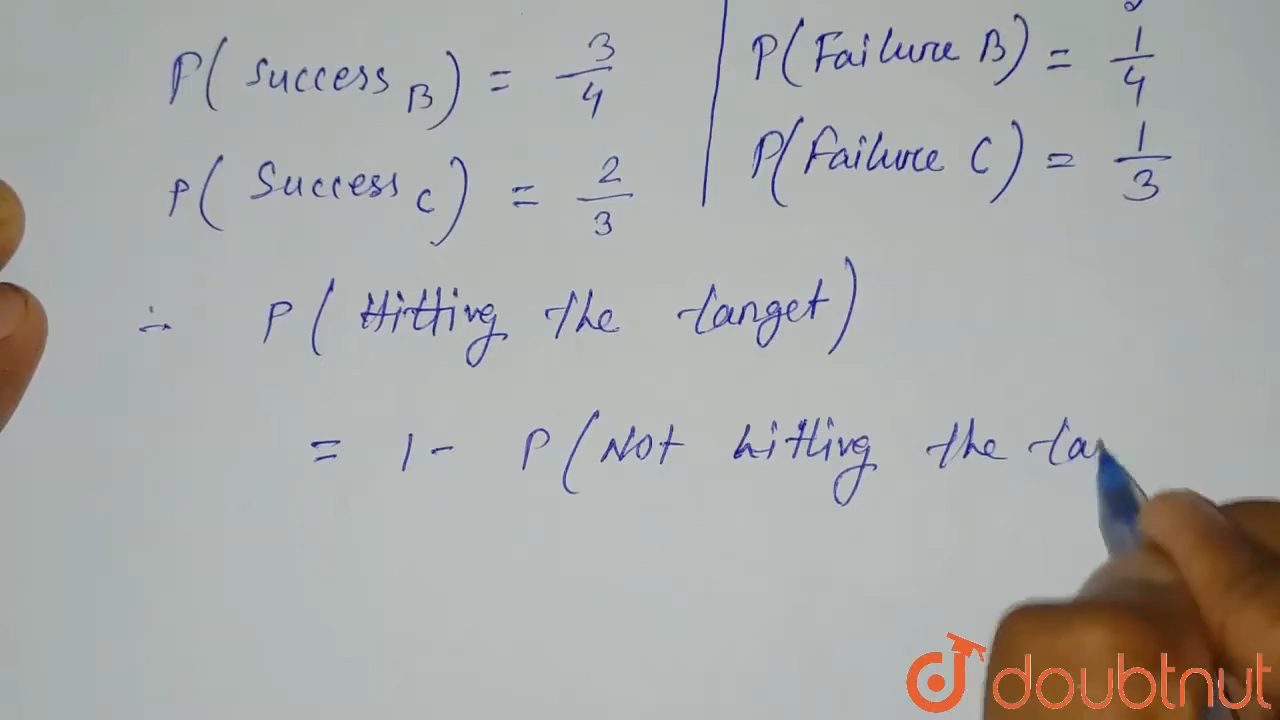 P(Success B) = 3/4
P(Failure B) = 1/4
P(Success C) = 2/3
P(Failure C) = 1/3
∴ P(Hitting the target)
= 1 - P(Not hitting the ta
doubtnut